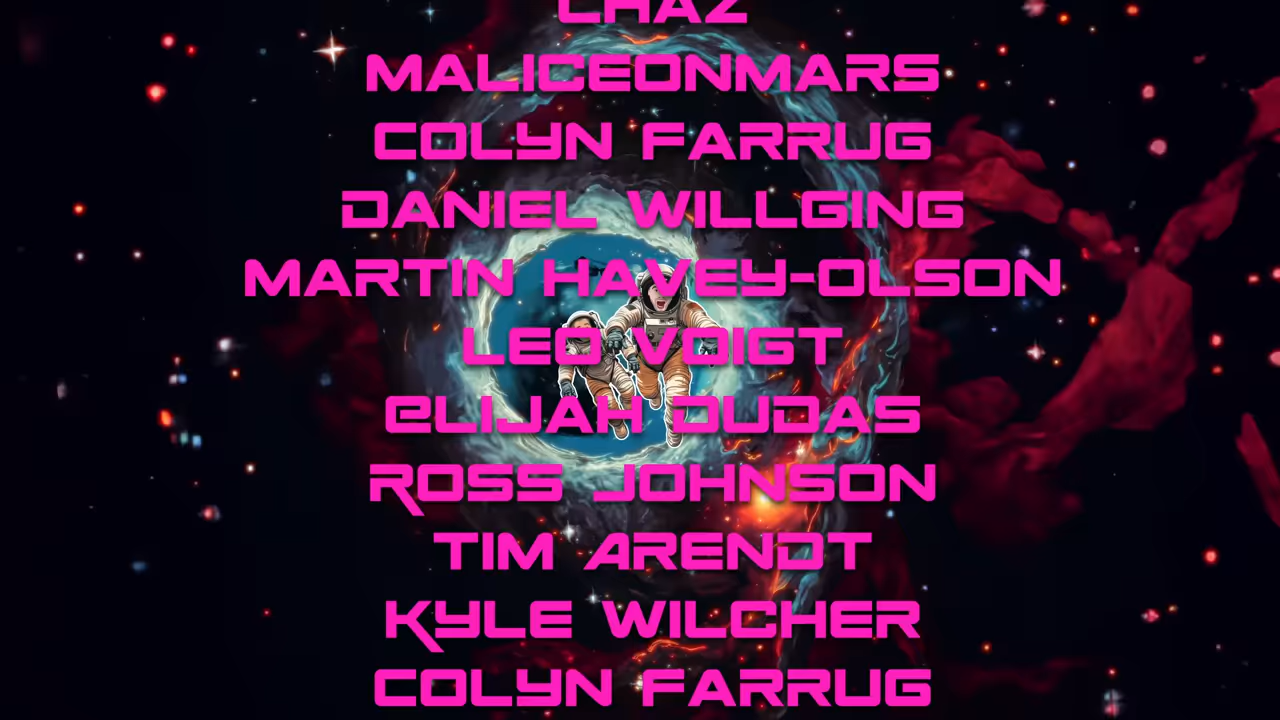 CHAZ
MALICEONMARS
COLYN FARRUG
DANIEL WILLGING
MARTIN HAVEY-OLSON
LEO VOIGT
ELIJAH DUDAS
ROSS JOHNSON
TIM ARENDT
KYLE WILCHER
COLYN FARRUG